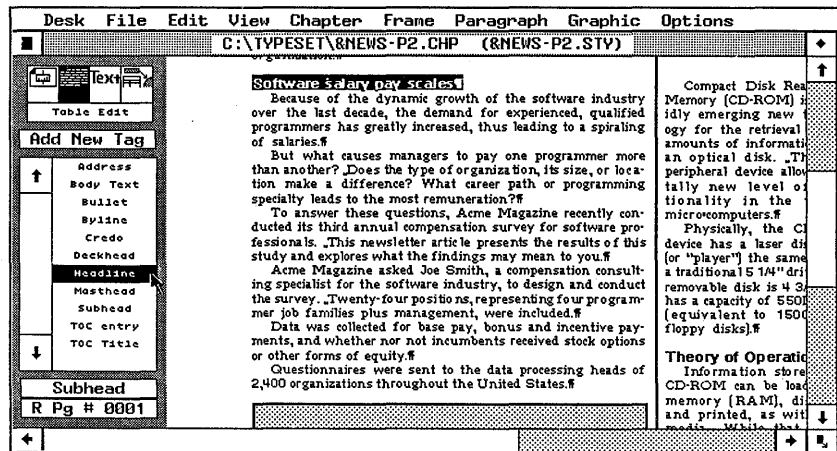 Desk File Edit View Chapter Frame Paragraph Graphic Options
C:\TYPESET\&NEWS-P2.CHP (&NEWS-P2.STY)
Text
Table Edit
Add New Tag
Address
Body Text
Bullet
Byline
Credo
Deckhead
Headline
Masthead
Subhead
TOC entry
TOC Title
Subhead
R Pg # 0001
Software salary pay scales¶
Because of the dynamic growth of the software industry
over the last decade, the demand for experienced, qualified
programmers has greatly increased, thus leading to a spiraling
of salaries.¶
But what causes managers to pay one programmer more
than another? Does the type of organization, its size, or loca-
tion make a difference? What career path or programming
specialty leads to the most remuneration?¶
To answer these questions, Acme Magazine recently con-
ducted its third annual compensation survey for software pro-
fessionals. This newsletter article presents the results of this
study and explores what the findings may mean to you.¶
Acme Magazine asked Joe Smith, a compensation consult-
ing specialist for the software industry, to design and conduct
the survey. Twenty-four positions, representing four program-
mer job families plus management, were included.¶
Data was collected for base pay, bonus and incentive pay-
ments, and whether nor not incumbents received stock options
or other forms of equity.¶
Questionnaires were sent to the data processing heads of
2,400 organizations throughout the United States.¶
Compact Disk Rea
Memory (CD-ROM) i
idly emerging new
ogy for the retrieval
amounts of informati
an optical disk. Th
peripheral device allow
tally new level o
tionality in the
microcomputers.¶
Physically, the C
device has a laser di
(or "player") the same
a traditional 5 1/4" dri
removable disk is 4 3/
has a capacity of 550
(equivalent to 150
floppy disks).¶
Theory of Operatio
Information store
CD-ROM can be load
memory (RAM), di
and printed, as wit